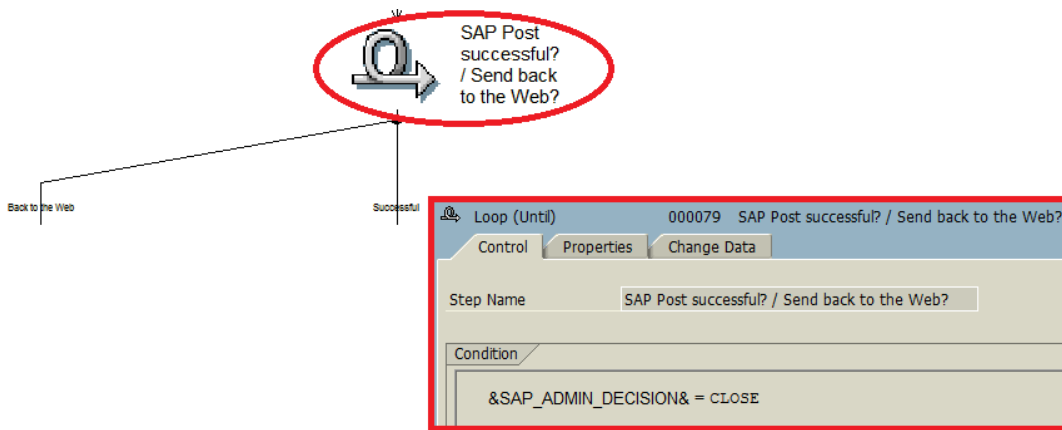 SAP Post
successful?
/ Send back
to the Web?
Back to the Web
Successful
Loop (Until) 000079 SAP Post successful? / Send back to the Web?
Control Properties Change Data
Step Name SAP Post successful? / Send back to the Web?
Condition
&SAP_ADMIN_DECISION& = CLOSE